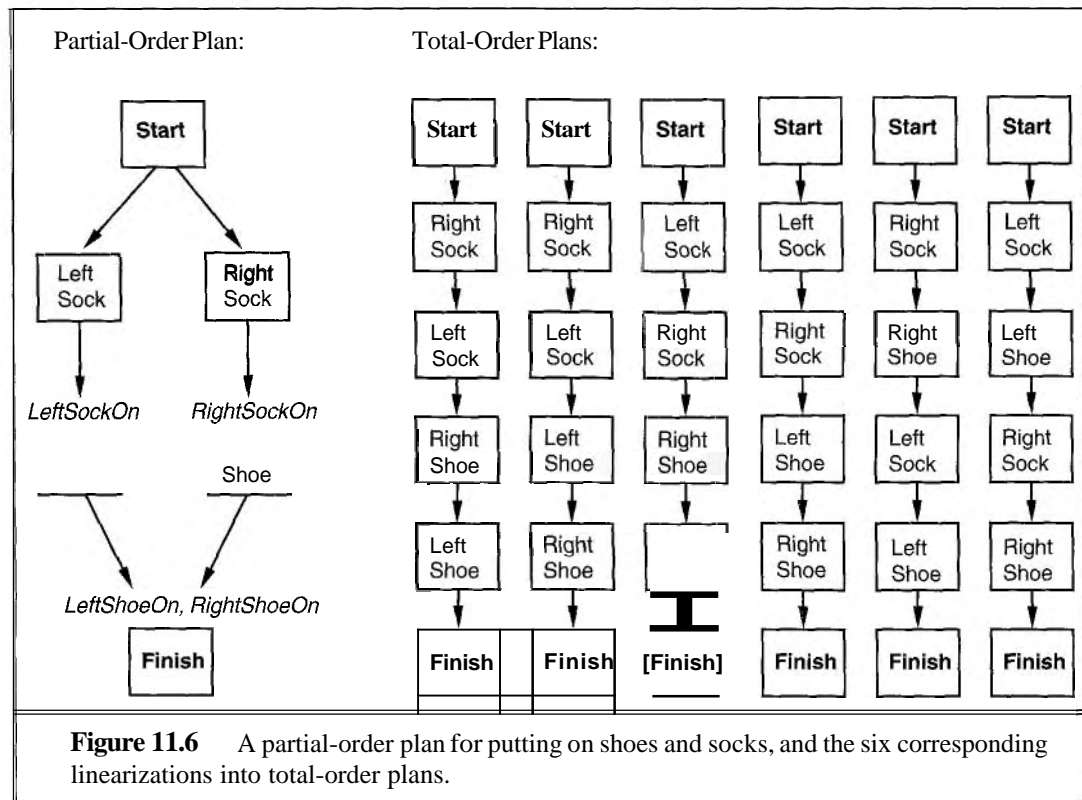 Partial-Order Plan:
Total-Order Plans:
Start
Left
Sock
Right
Sock
LeftSockOn
RightSockOn
Shoe
LeftShoeOn, RightShoeOn
Finish
Start
Right
Sock
Left
Sock
Right
Shoe
Left
Shoe
Finish
Start
Right
Sock
Left
Sock
Left
Shoe
Right
Shoe
Finish
Start
Left
Sock
Right
Sock
Right
Shoe
[Finish]
Start
Left
Sock
Right
Sock
Left
Shoe
Right
Shoe
Finish
Start
Right
Sock
Right
Shoe
Left
Sock
Left
Shoe
Finish
Start
Left
Sock
Left
Shoe
Right
Sock
Right
Shoe
Finish
Figure 11.6 A partial-order plan for putting on shoes and socks, and the six corresponding
linearizations into total-order plans.